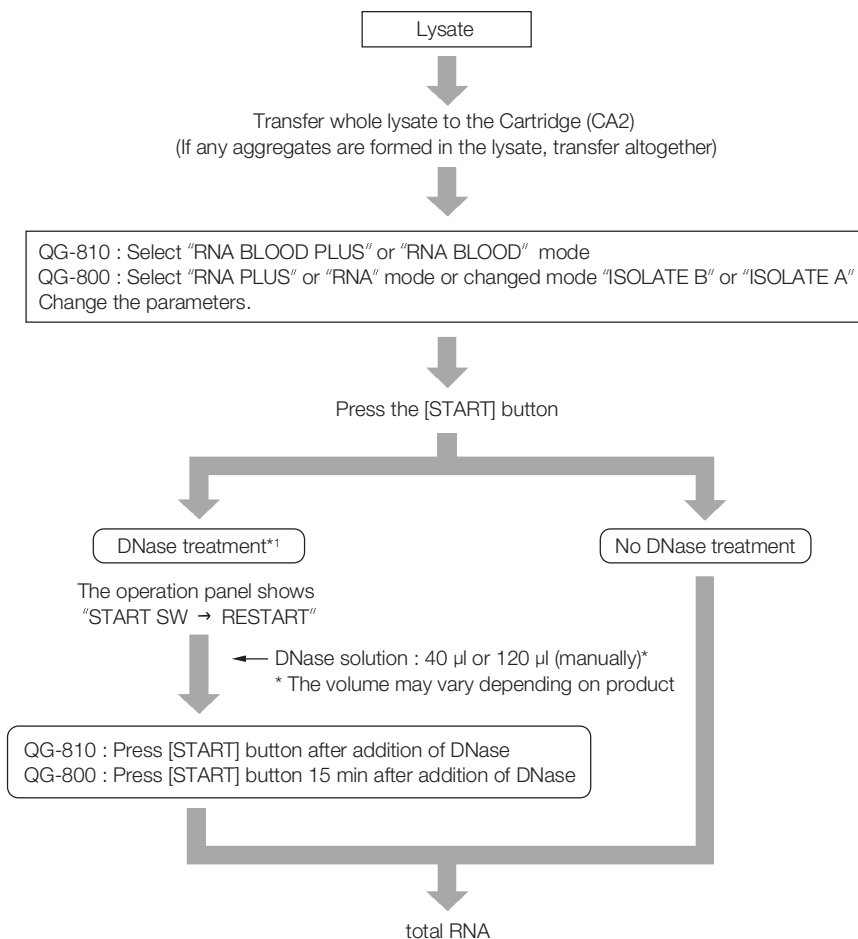 Lysate
Transfer whole lysate to the Cartridge (CA2)
(If any aggregates are formed in the lysate, transfer altogether)
QG-810 : Select "RNA BLOOD PLUS" or "RNA BLOOD" mode
QG-800 : Select "RNA PLUS" or "RNA" mode or changed mode "ISOLATE B" or "ISOLATE A"
Change the parameters.
Press the [START] button
DNase treatment*1
No DNase treatment
The operation panel shows
"START SW → RESTART"
DNase solution : 40 µl or 120 µl (manually)*
* The volume may vary depending on product
QG-810 : Press [START] button after addition of DNase
QG-800 : Press [START] button 15 min after addition of DNase
total RNA